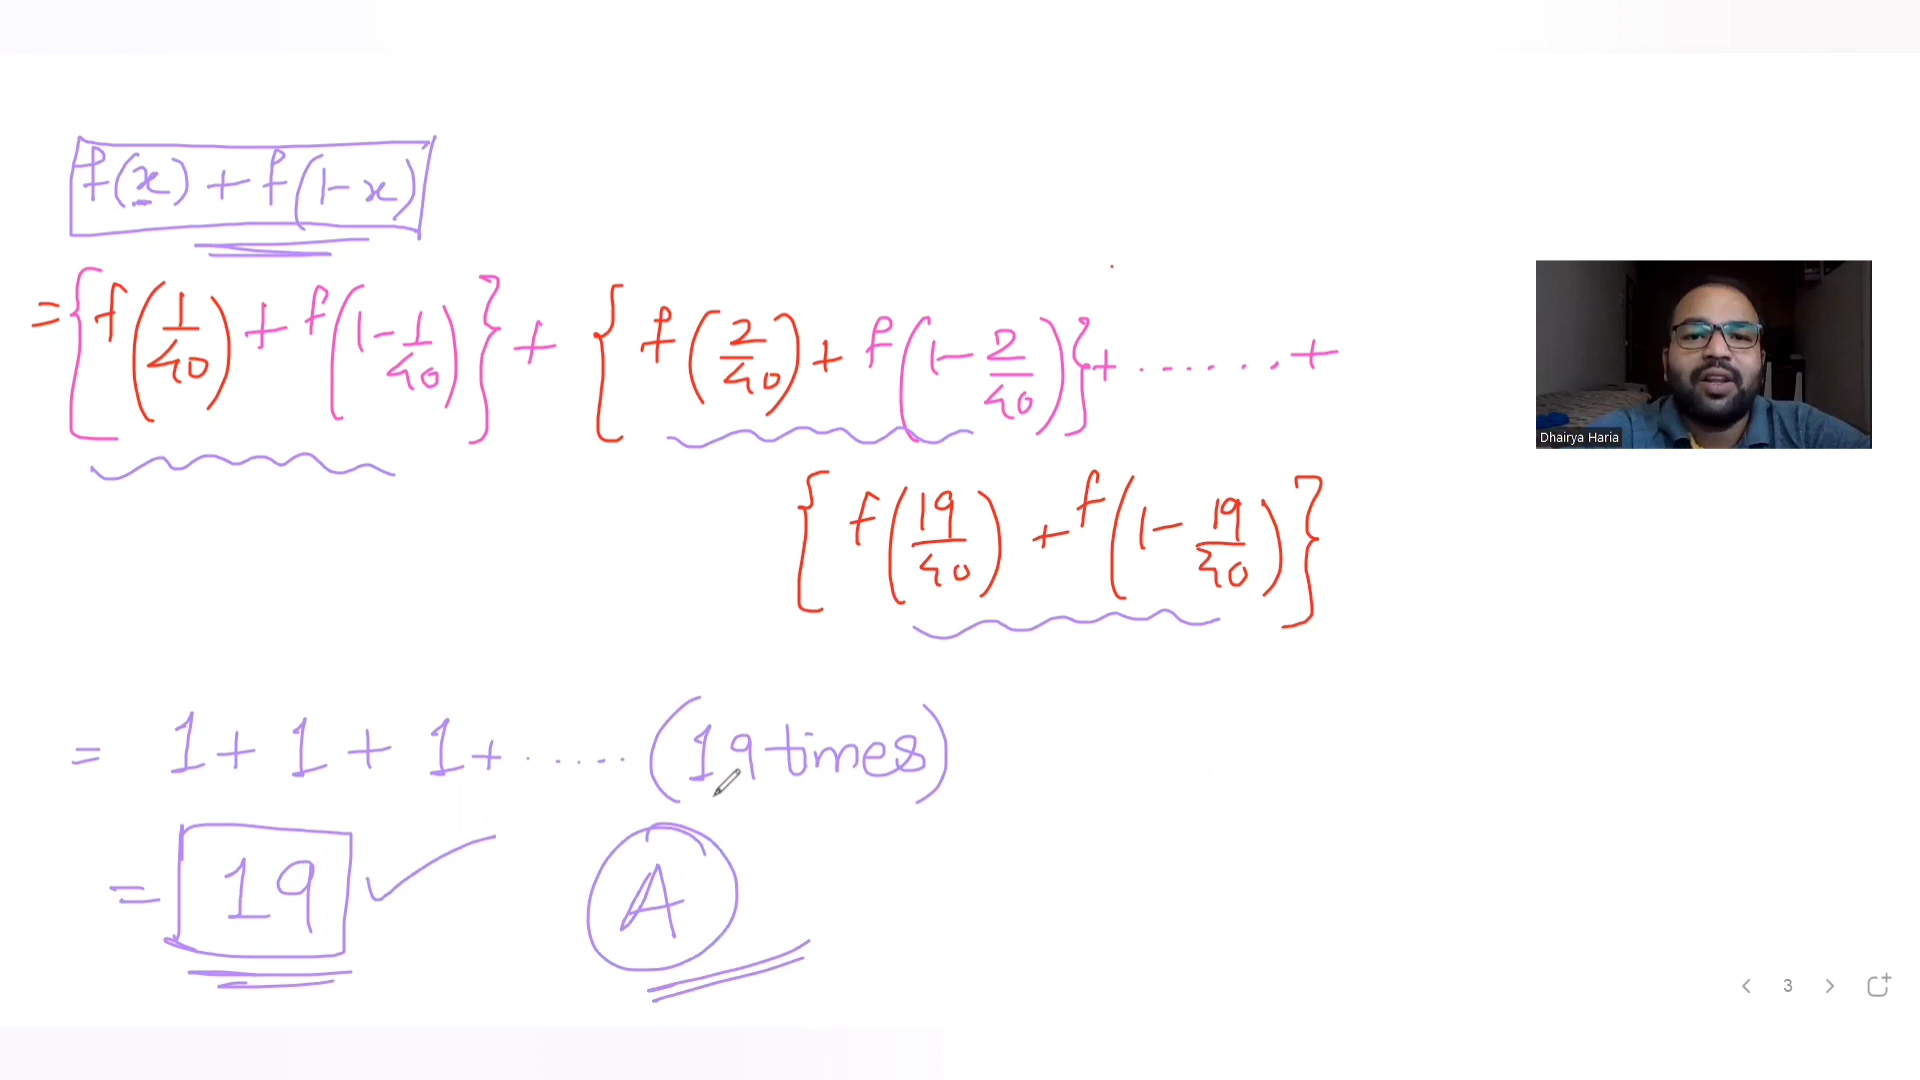 f(x) + f(1-x)
= {f(1/40) + f(1-1/40)} + {f(2/40) + f(1-2/40)} + ...... +
{f(19/40) + f(1-19/40)}
= 1 + 1 + 1 + ..... (19 times)
= 19 ✓ A
Dhairya Haria
3